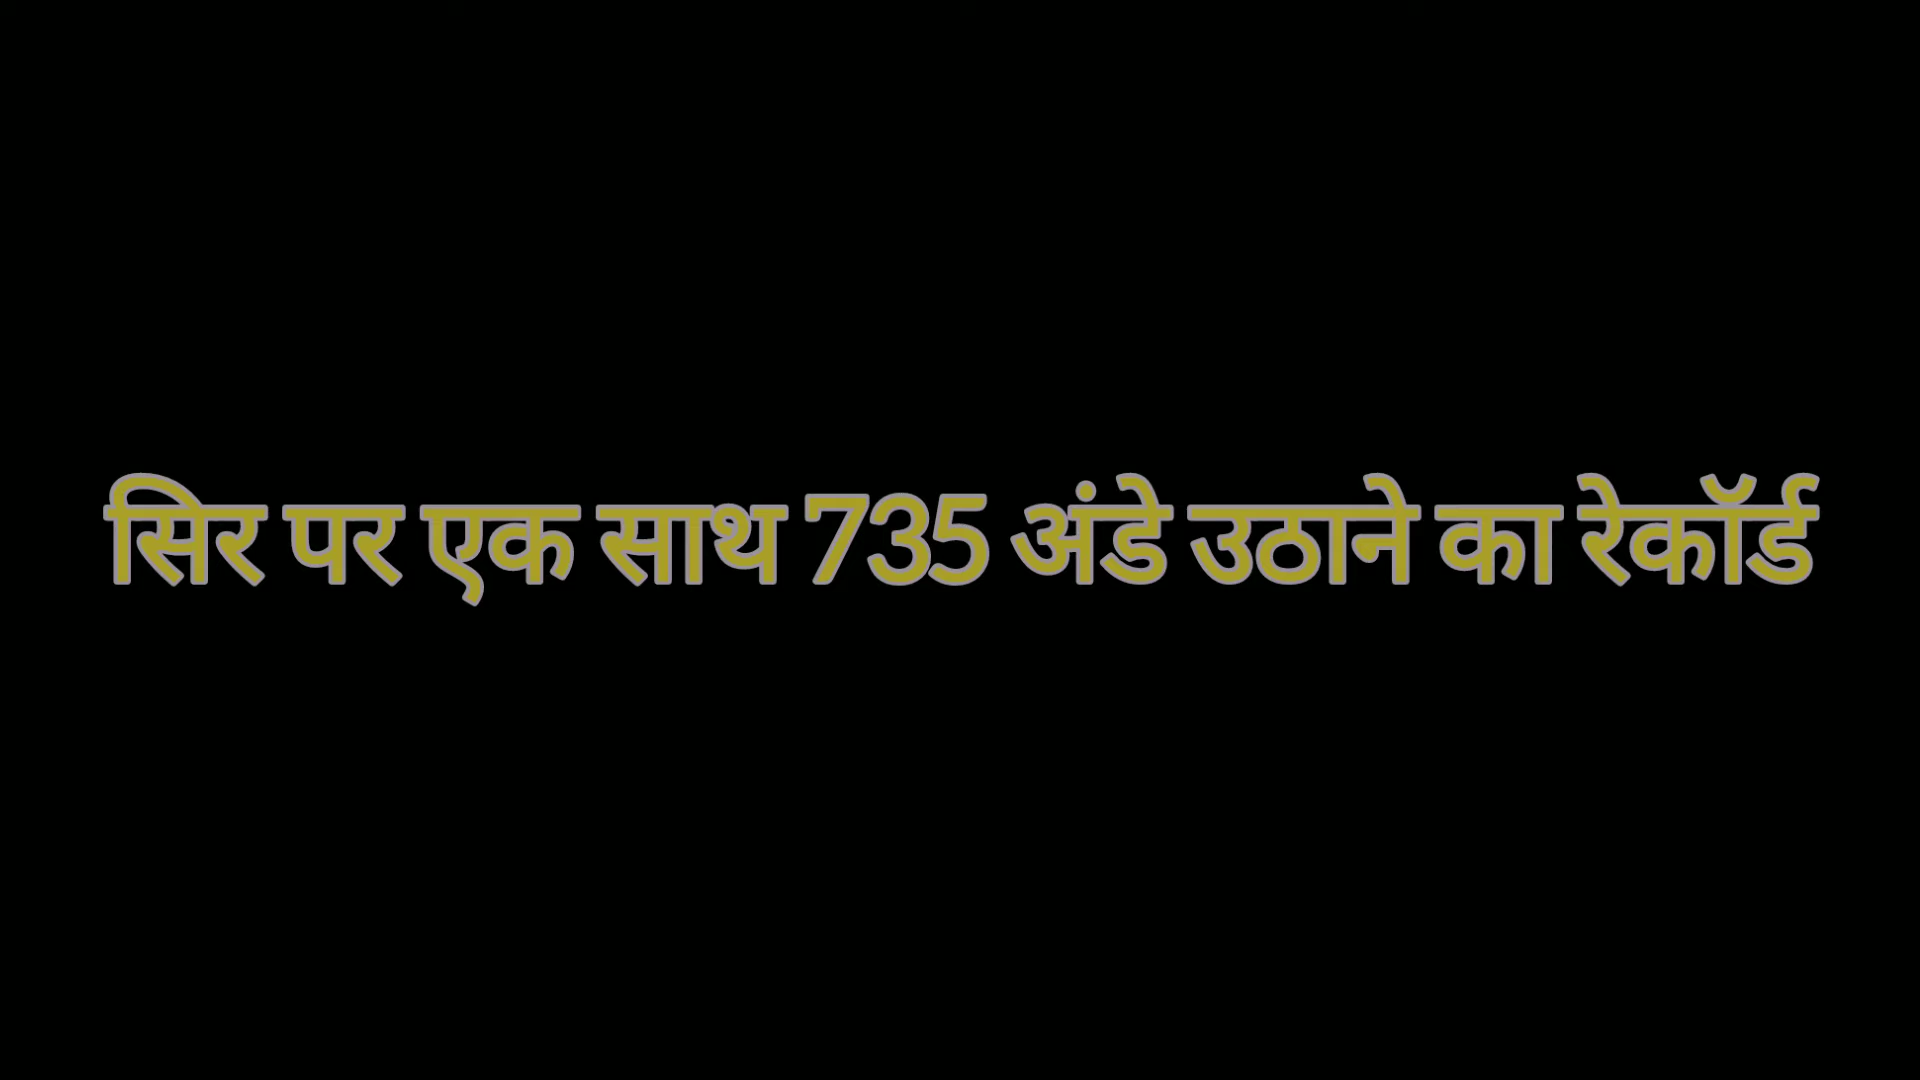 सिर पर एक साथ 735 अंडे उठाने का रेकॉर्ड